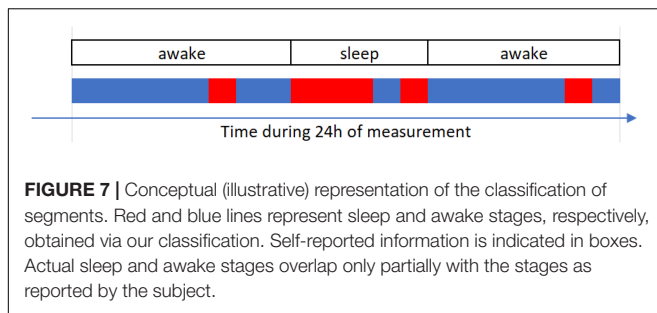 awake sleep awake
Time during 24h of measurement
FIGURE 7 | Conceptual (illustrative) representation of the classification of
segments. Red and blue lines represent sleep and awake stages, respectively,
obtained via our classification. Self-reported information is indicated in boxes.
Actual sleep and awake stages overlap only partially with the stages as
reported by the subject.